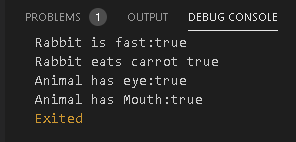 PROBLEMS 1 OUTPUT DEBUG CONSOLE
Rabbit is fast:true
Rabbit eats carrot true
Animal has eye:true
Animal has Mouth:true
Exited